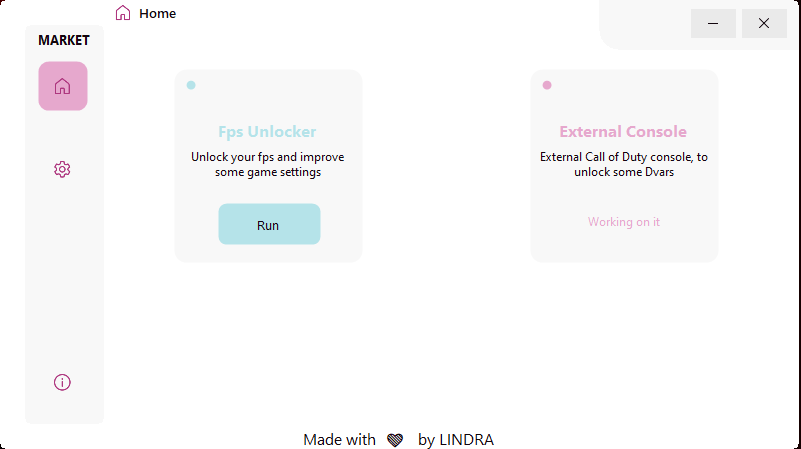 Home
MARKET
Fps Unlocker
Unlock your fps and improve
some game settings
Run
External Console
External Call of Duty console, to
unlock some Dvars
Working on it
Made with by LINDRA